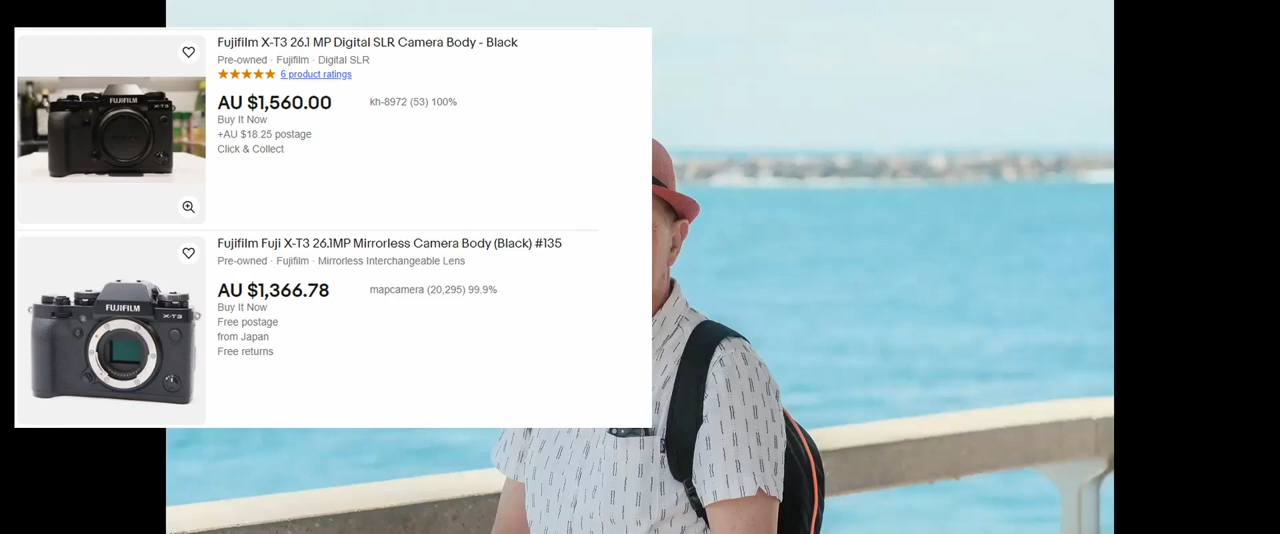 Fujifilm X-T3 26.1 MP Digital SLR Camera Body - Black
Pre-owned · Fujifilm · Digital SLR
6 product ratings
AU $1,560.00
kh-8972 (53) 100%
Buy It Now
+AU $18.25 postage
Click & Collect
FUJIFILM
X-T3
Fujifilm Fuji X-T3 26.1MP Mirrorless Camera Body (Black) #135
Pre-owned · Fujifilm · Mirrorless Interchangeable Lens
AU $1,366.78
mapcamera (20,295) 99.9%
Buy It Now
Free postage
from Japan
Free returns
FUJIFILM
X-T3